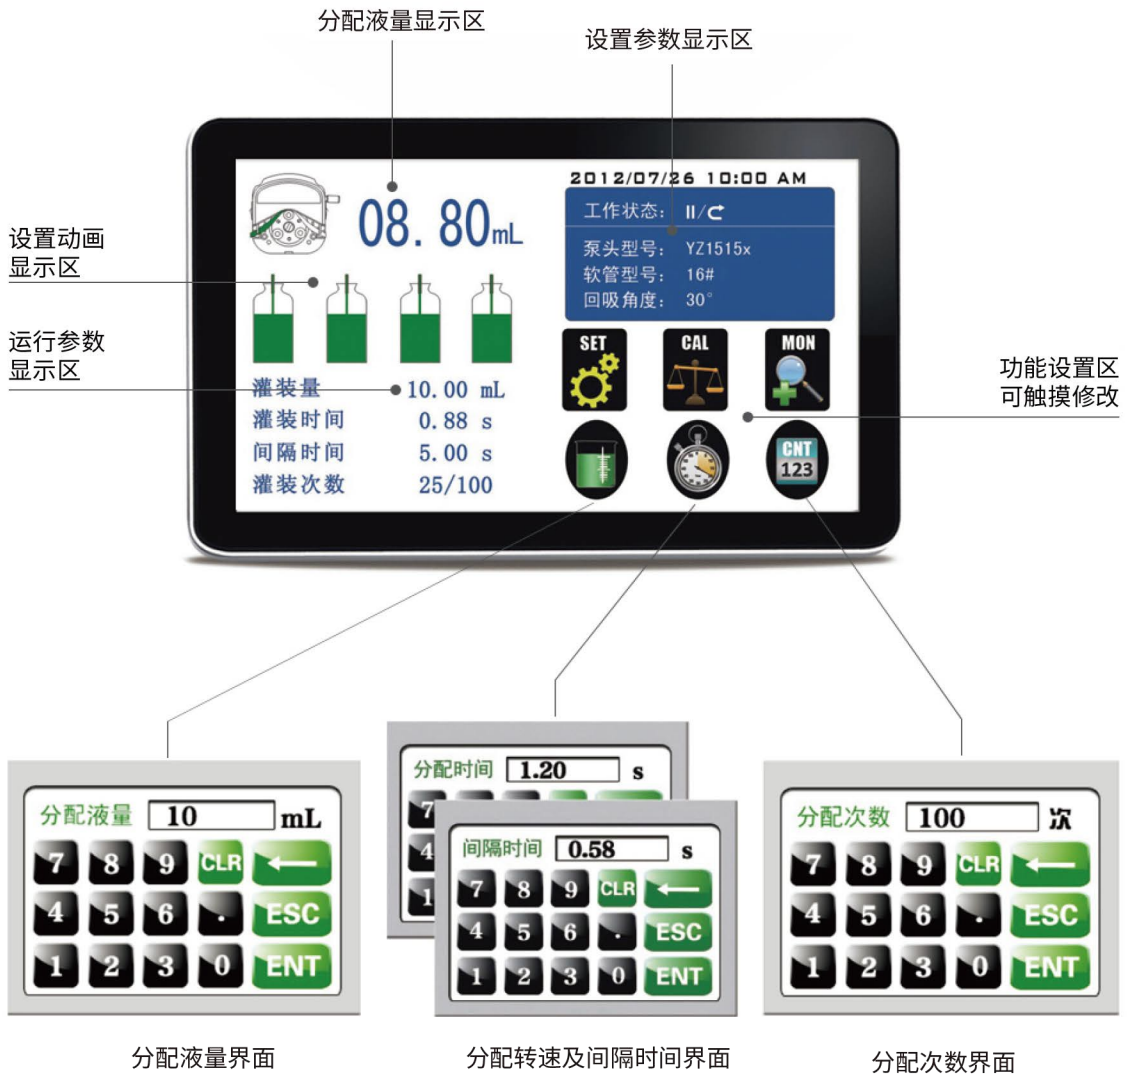 分配液量显示区
设置参数显示区
2012/07/26 10:00 AM
08.80mL
工作状态: II/
泵头型号: YZ1515x
软管型号: 16#
回吸角度: 30°
设置动画
显示区
运行参数
显示区
SET
CAL
MON
功能设置区
可触摸修改
灌装量 10.00 mL
灌装时间 0.88 s
间隔时间 5.00 s
灌装次数 25/100
CNT
123
分配液量 10 mL
7 8 9 CLR ←
4 5 6 . ESC
1 2 3 0 ENT
分配时间 1.20 s
7
4
1
间隔时间 0.58 s
7 8 9 CLR ←
4 5 6 . ESC
1 2 3 0 ENT
分配次数 100 次
7 8 9 CLR ←
4 5 6 . ESC
1 2 3 0 ENT
分配液量界面
分配转速及间隔时间界面
分配次数界面